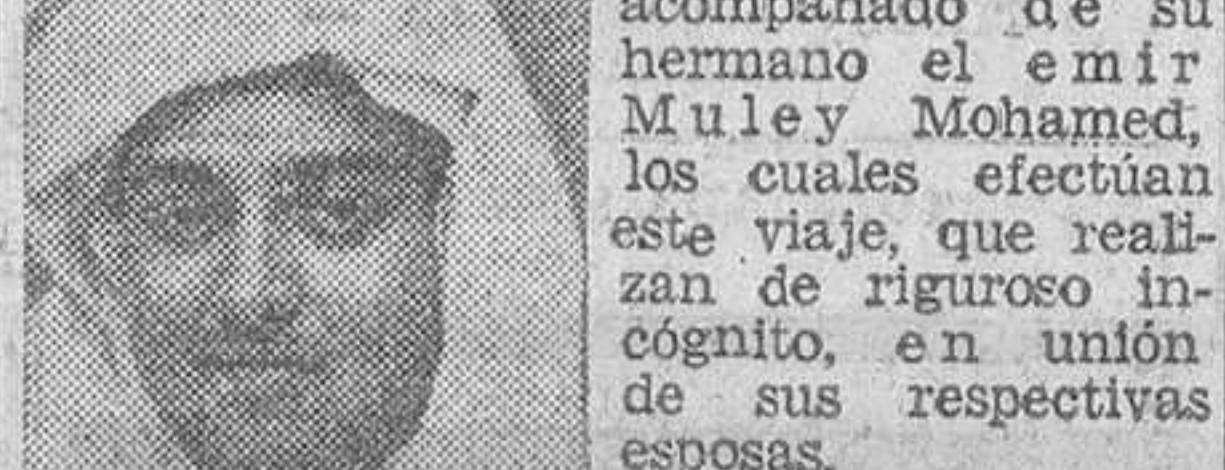 acompañado de su
hermano el emir
Muley Mohamed,
los cuales efectúan
este viaje, que reali-
zan de riguroso in-
cógnito, en unión
de sus respectivas
esposas.